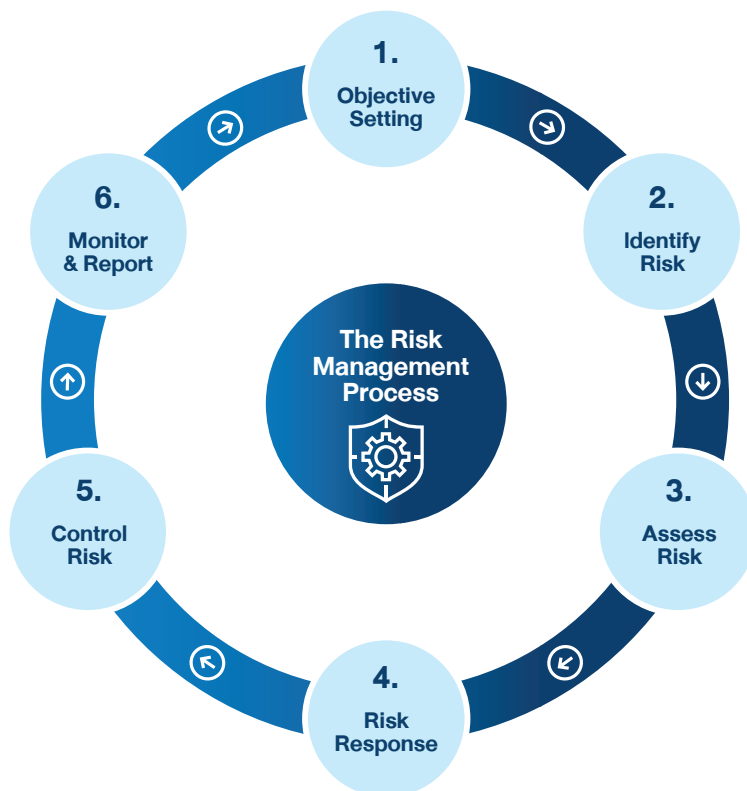 1.
Objective
Setting
2.
Identify
Risk
3.
Assess
Risk
4.
Risk
Response
5.
Control
Risk
6.
Monitor
& Report
The Risk
Management
Process